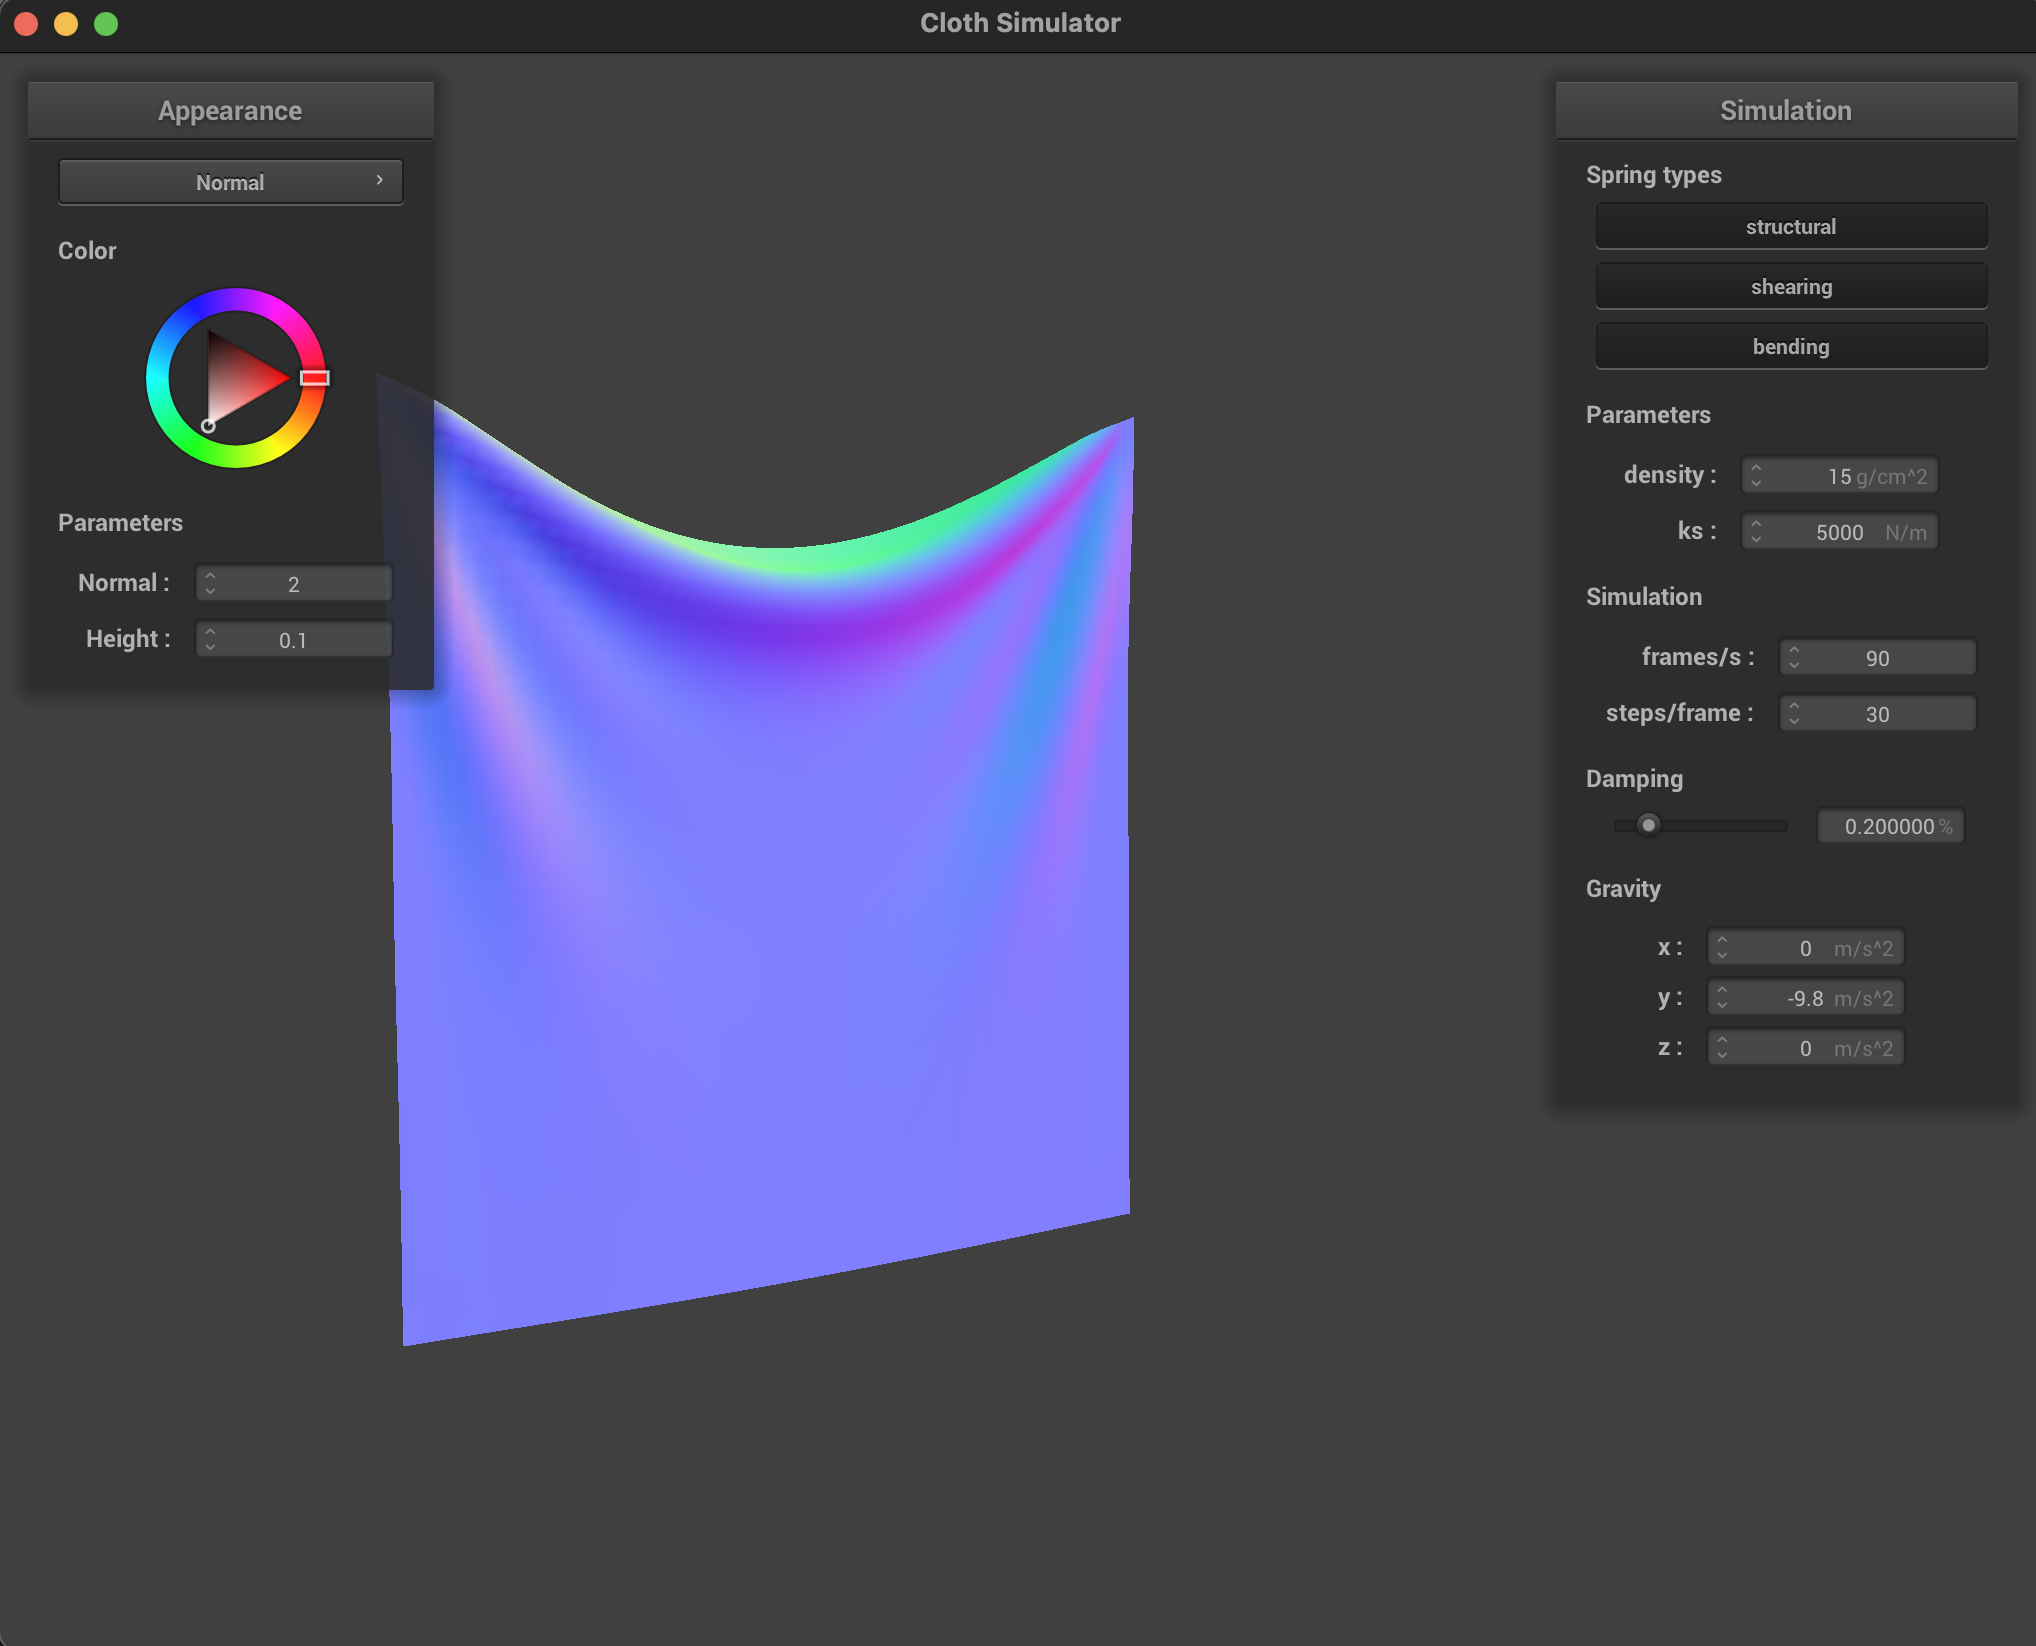 Cloth Simulator
Appearance
Normal
Color
Parameters
Normal : 2
Height : 0.1
Simulation
Spring types
structural
shearing
bending
Parameters
density : 15 g/cm^2
ks : 5000 N/m
Simulation
frames/s : 90
steps/frame : 30
Damping
0.200000 %
Gravity
x : 0 m/s^2
y : -9.8 m/s^2
z : 0 m/s^2